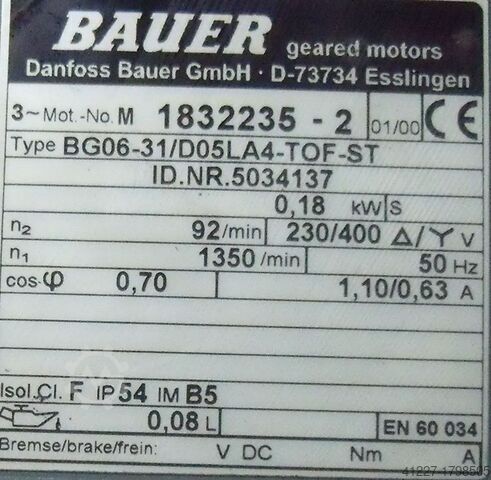 BAUER geared motors
Danfoss Bauer GmbH · D-73734 Esslingen
3~ Mot.-No. M 1832235 - 2 01/00 CE
Type BG06-31/D05LA4-TOF-ST
ID.NR.5034137
0,18 kW S
n₂ 92/min 230/400 Δ/Y V
n₁ 1350/min 50 Hz
cos φ 0,70 1,10/0,63 A
Isol.Cl. F IP 54 IM B5
0,08 L EN 60 034
Bremse/brake/frein: V DC Nm A
41227 1798505